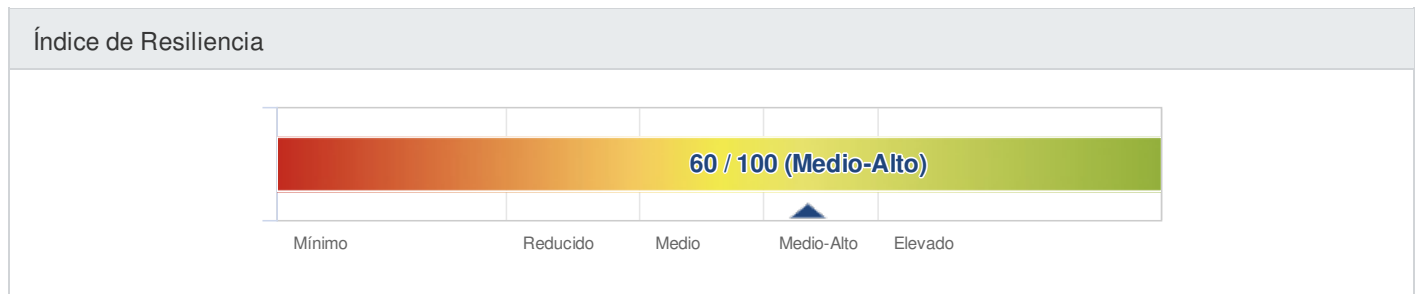 Índice de Resiliencia
60 / 100 (Medio-Alto)
Mínimo Reducido Medio Medio-Alto Elevado